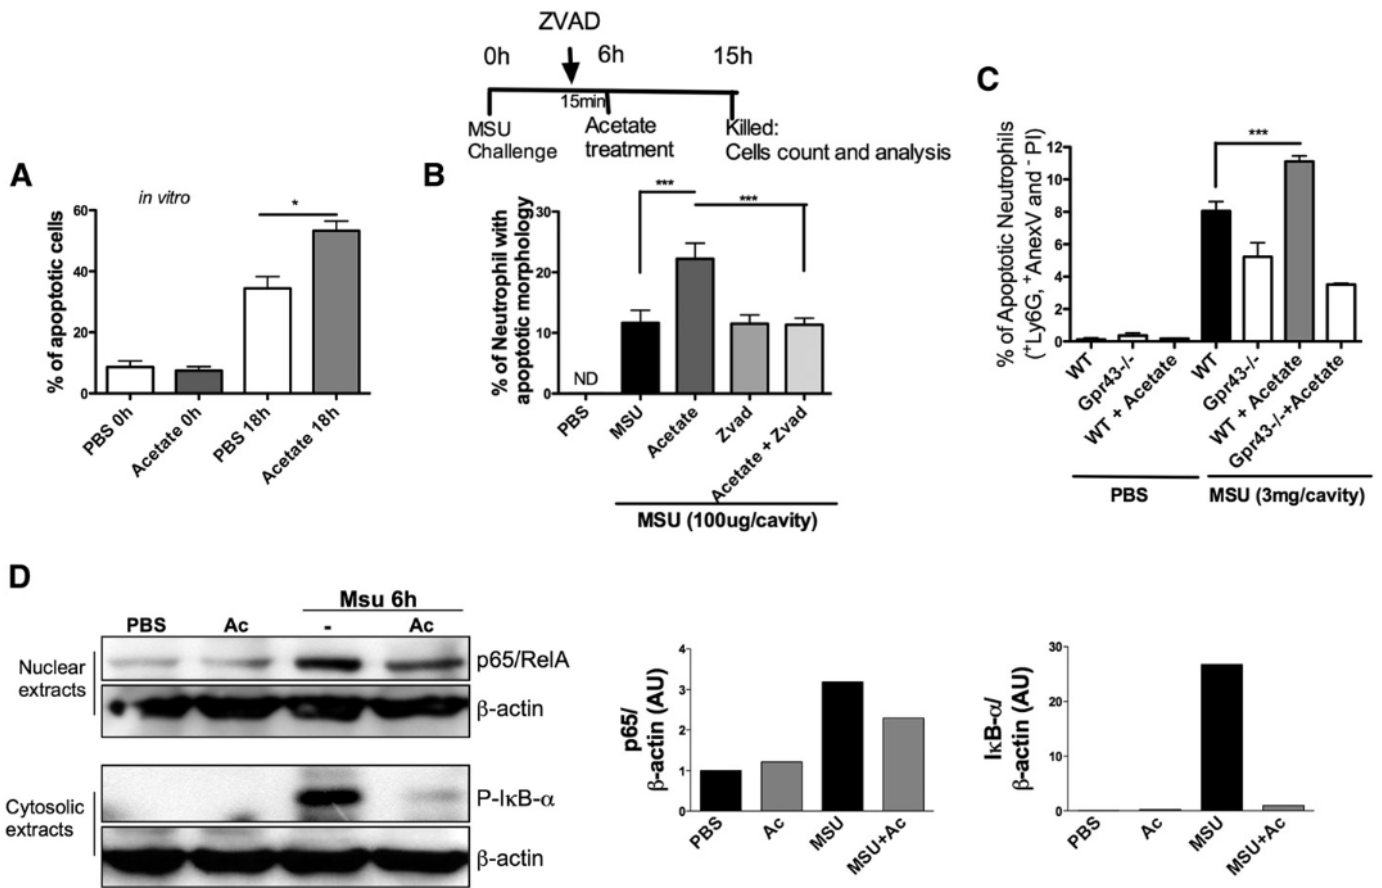 ZVAD
0h
6h
15h
15min
MSU
Challenge
Acetate
treatment
Killed:
Cells count and analysis
A
in vitro
*
% of apoptotic cells
60
40
20
0
PBS 0h
Acetate 0h
PBS 18h
Acetate 18h
B
***
***
% of Neutrophil with
apoptotic morphology
30
20
10
0
ND
PBS
MSU
Acetate
Zvad
Acetate + Zvad
MSU (100ug/cavity)
C
***
% of Apoptotic Neutrophils
(⁺Ly6G, ⁺AnexV and ⁻ PI)
12
10
8
6
4
2
0
WT
Gpr43-/-
WT + Acetate
WT
Gpr43-/-
WT + Acetate
Gpr43-/-+Acetate
PBS
MSU (3mg/cavity)
D
Msu 6h
PBS
Ac
-
Ac
Nuclear
extracts
p65/RelA
β-actin
Cytosolic
extracts
P-IκB-α
β-actin
p65/
β-actin (AU)
4
3
2
1
0
PBS
Ac
MSU
MSU+Ac
IκB-α/
β-actin (AU)
30
20
10
0
PBS
Ac
MSU
MSU+Ac